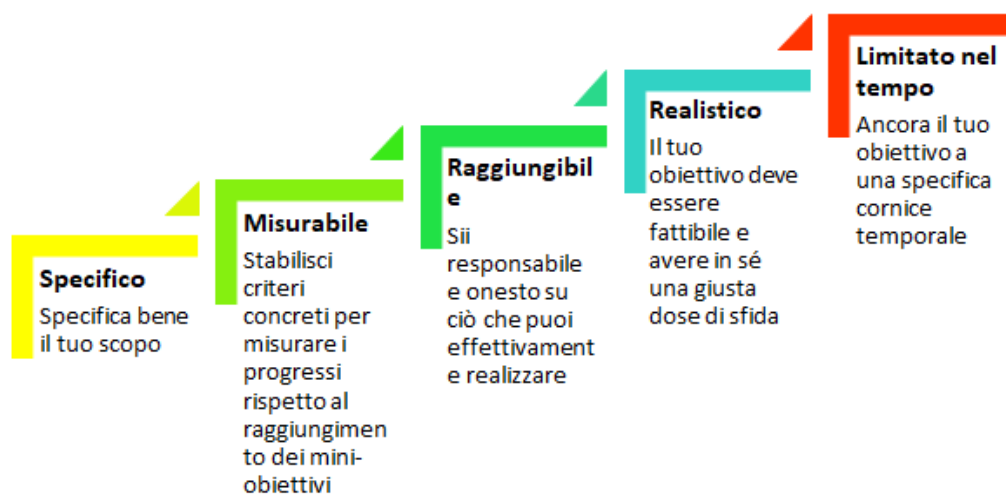 Specifico
Specifica bene
il tuo scopo
Misurabile
Stabilisci
criteri
concreti per
misurare i
progressi
rispetto al
raggiungimen
to dei mini-
obiettivi
Raggiungibil
e
Sii
responsabile
e onesto su
ciò che puoi
effettivament
e realizzare
Realistico
Il tuo
obiettivo deve
essere
fattibile e
avere in sé
una giusta
dose di sfida
Limitato nel
tempo
Ancora il tuo
obiettivo a
una specifica
cornice
temporale